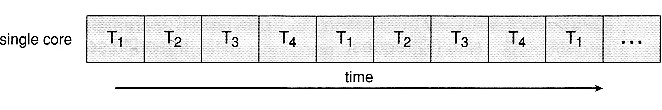 single core T₁ T₂ T₃ T₄ T₁ T₂ T₃ T₄ T₁ ...
time